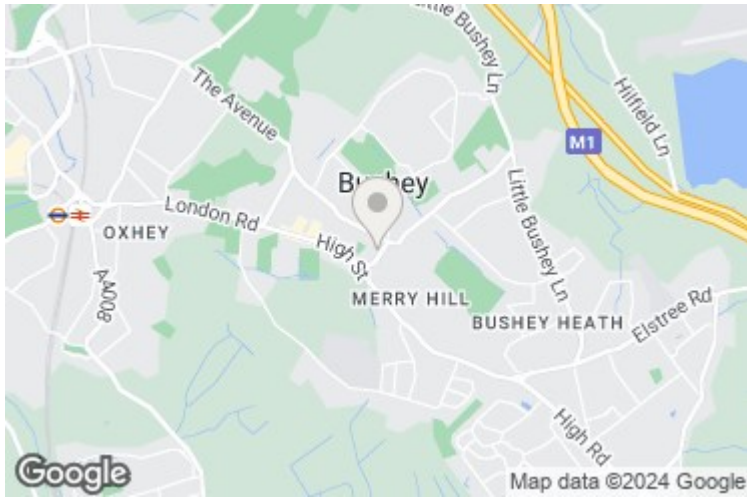 Little Bushey Ln
The Avenue
Hilfield Ln
M1
Bushey
London Rd
Little Bushey Ln
OXHEY
High St
A4008
MERRY HILL
BUSHEY HEATH
Elstree Rd
High Rd
Google
Map data ©2024 Google